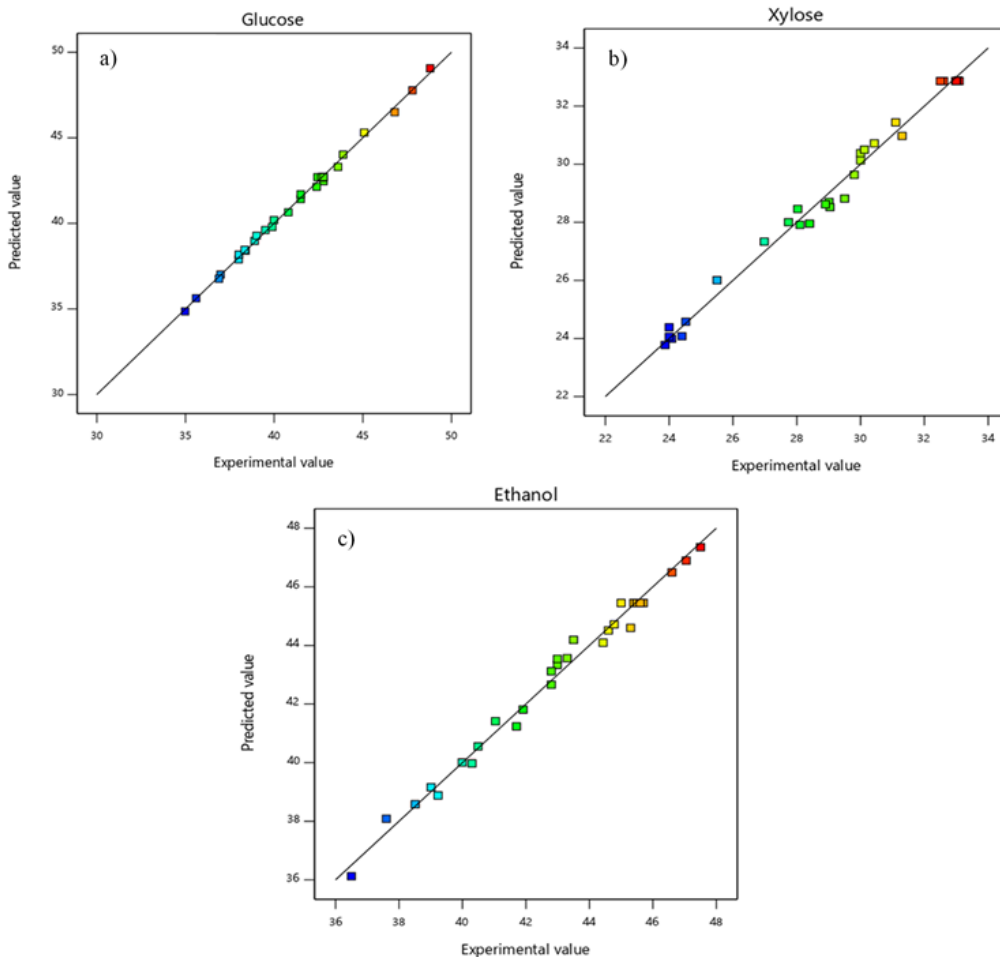 Glucose
a)
50
45
40
35
30
Predicted value
30 35 40 45 50
Experimental value
Xylose
b)
34
32
30
28
26
24
22
Predicted value
22 24 26 28 30 32 34
Experimental value
Ethanol
c)
48
46
44
42
40
38
36
Predicted value
36 38 40 42 44 46 48
Experimental value